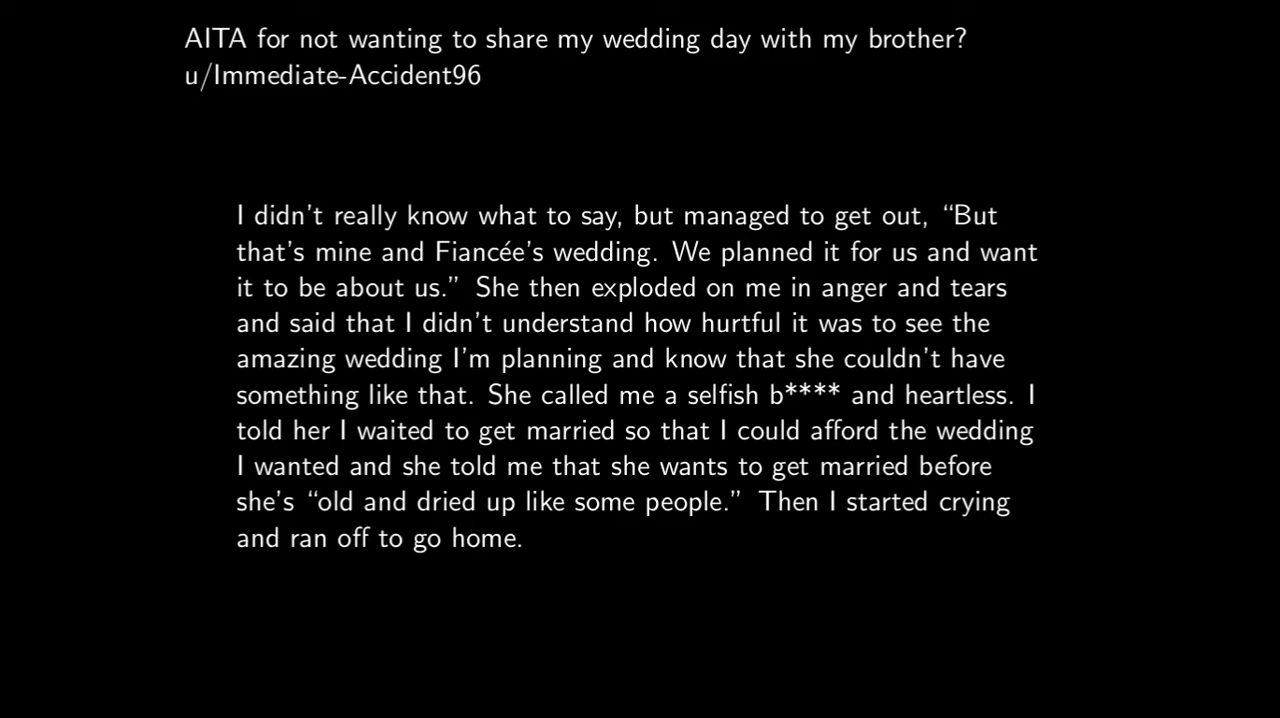 AITA for not wanting to share my wedding day with my brother?
u/Immediate-Accident96
I didn't really know what to say, but managed to get out, “But
that's mine and Fiancée's wedding. We planned it for us and want
it to be about us.” She then exploded on me in anger and tears
and said that I didn't understand how hurtful it was to see the
amazing wedding I'm planning and know that she couldn't have
something like that. She called me a selfish b**** and heartless. I
told her I waited to get married so that I could afford the wedding
I wanted and she told me that she wants to get married before
she's “old and dried up like some people.” Then I started crying
and ran off to go home.